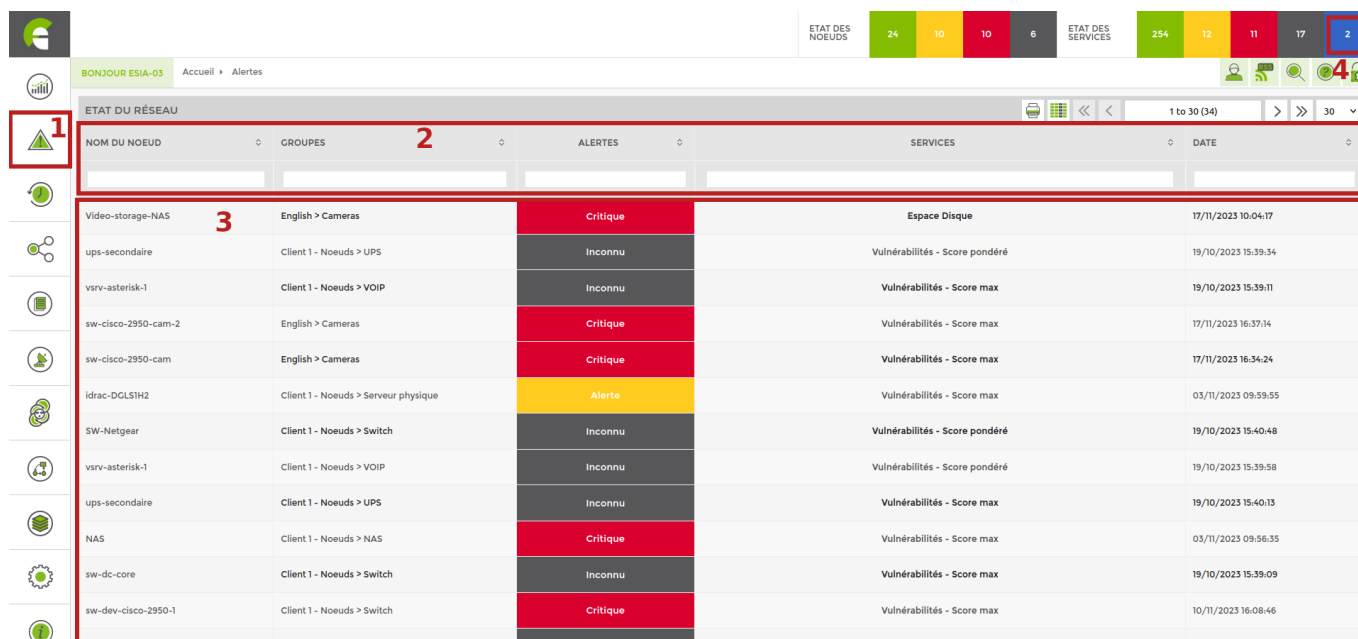 ETAT DES NOEUDS 24 10 10 6 ETAT DES SERVICES 254 12 11 17 2
BONJOUR ESIA-03 Accueil Alertes 4
ETAT DU RÉSEAU 1 to 30 (34) 30
1
NOM DU NOEUD GROUPES 2 ALERTES SERVICES DATE
3
Video-storage-NAS English > Cameras Critique Espace Disque 17/11/2023 10:04:17
ups-secondaire Client 1 - Noeuds > UPS Inconnu Vulnérabilités - Score pondéré 19/10/2023 15:39:34
vsrv-asterisk-1 Client 1 - Noeuds > VOIP Inconnu Vulnérabilités - Score max 19/10/2023 15:39:11
sw-cisco-2950-cam-2 English > Cameras Critique Vulnérabilités - Score max 17/11/2023 16:37:14
sw-cisco-2950-cam English > Cameras Critique Vulnérabilités - Score max 17/11/2023 16:34:24
idrac-DGLS1H2 Client 1 - Noeuds > Serveur physique Alerte Vulnérabilités - Score max 03/11/2023 09:59:55
SW-Netgear Client 1 - Noeuds > Switch Inconnu Vulnérabilités - Score pondéré 19/10/2023 15:40:48
vsrv-asterisk-1 Client 1 - Noeuds > VOIP Inconnu Vulnérabilités - Score pondéré 19/10/2023 15:39:58
ups-secondaire Client 1 - Noeuds > UPS Inconnu Vulnérabilités - Score max 19/10/2023 15:40:13
NAS Client 1 - Noeuds > NAS Critique Vulnérabilités - Score max 03/11/2023 09:56:35
sw-dc-core Client 1 - Noeuds > Switch Inconnu Vulnérabilités - Score max 19/10/2023 15:39:09
sw-dev-cisco-2950-1 Client 1 - Noeuds > Switch Critique Vulnérabilités - Score max 10/11/2023 16:08:46